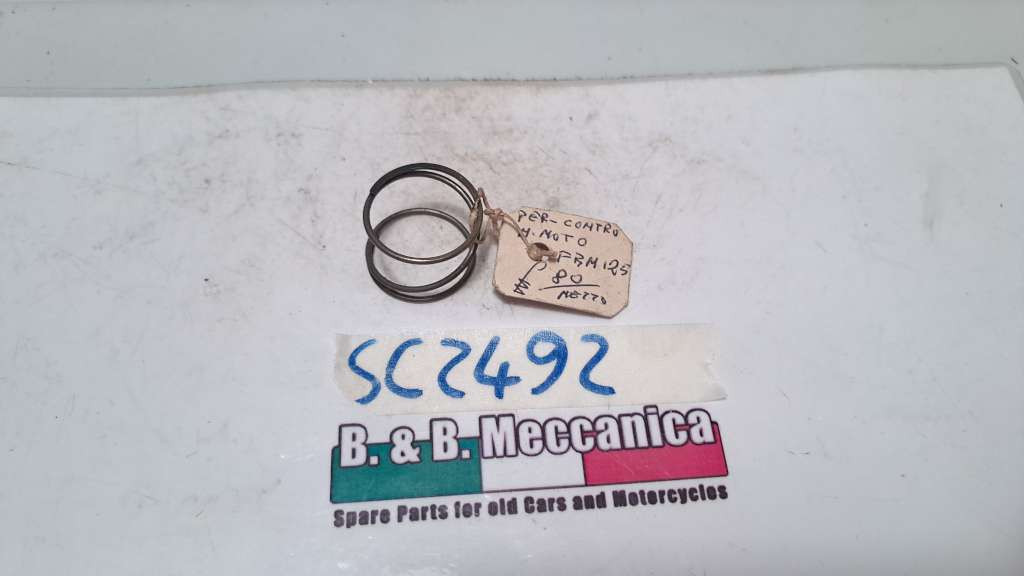 PER-CONTRO
M. MOTO
FBM 125
80
NETTO
SC2492
B. & B. Meccanica
Spare Parts for old Cars and Motorcycles